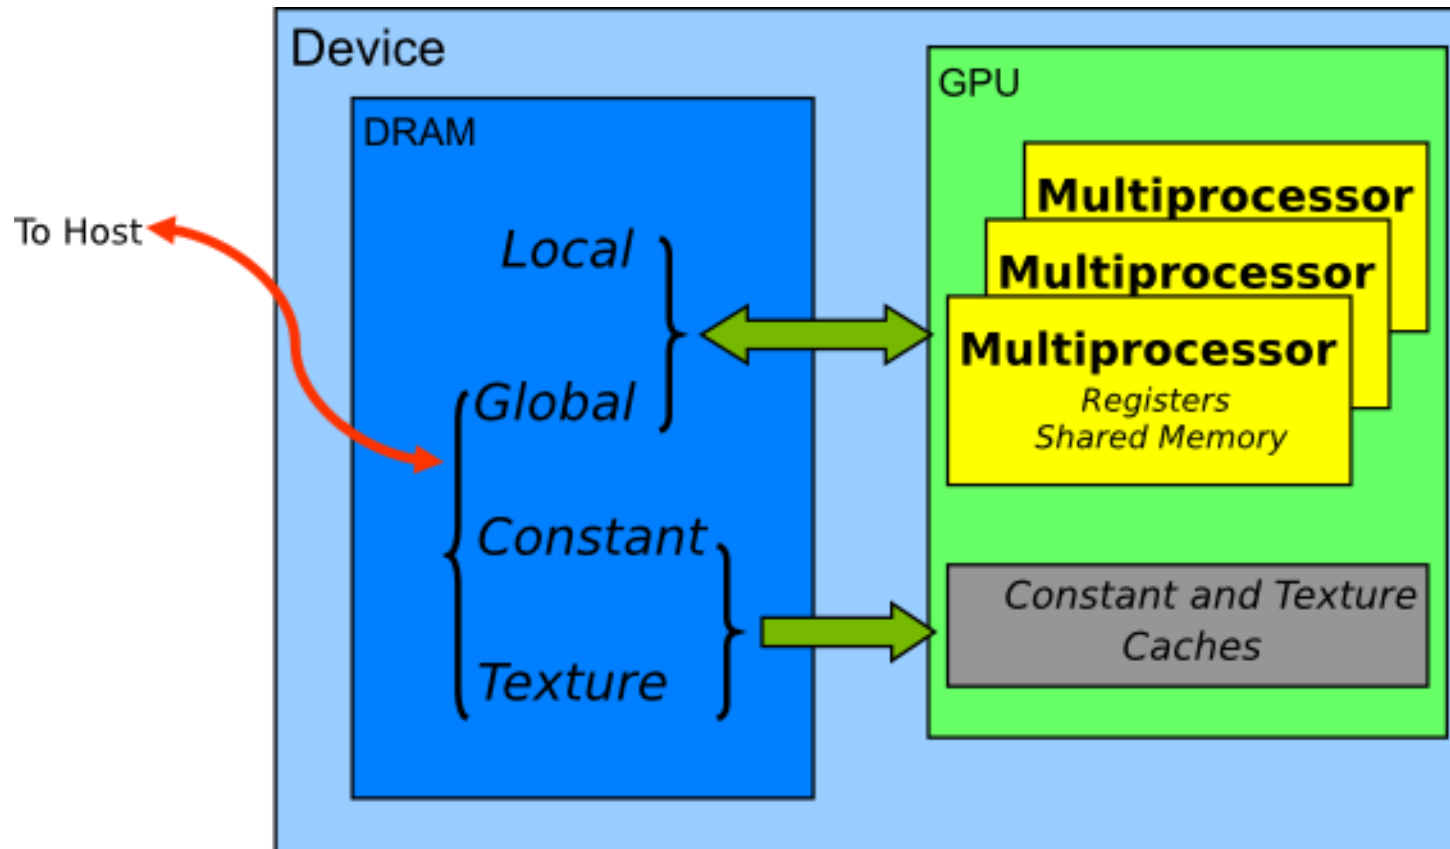 Device
GPU
DRAM
To Host
Local
Global
Constant
Texture
Multiprocessor
Multiprocessor
Multiprocessor
Registers
Shared Memory
Constant and Texture
Caches